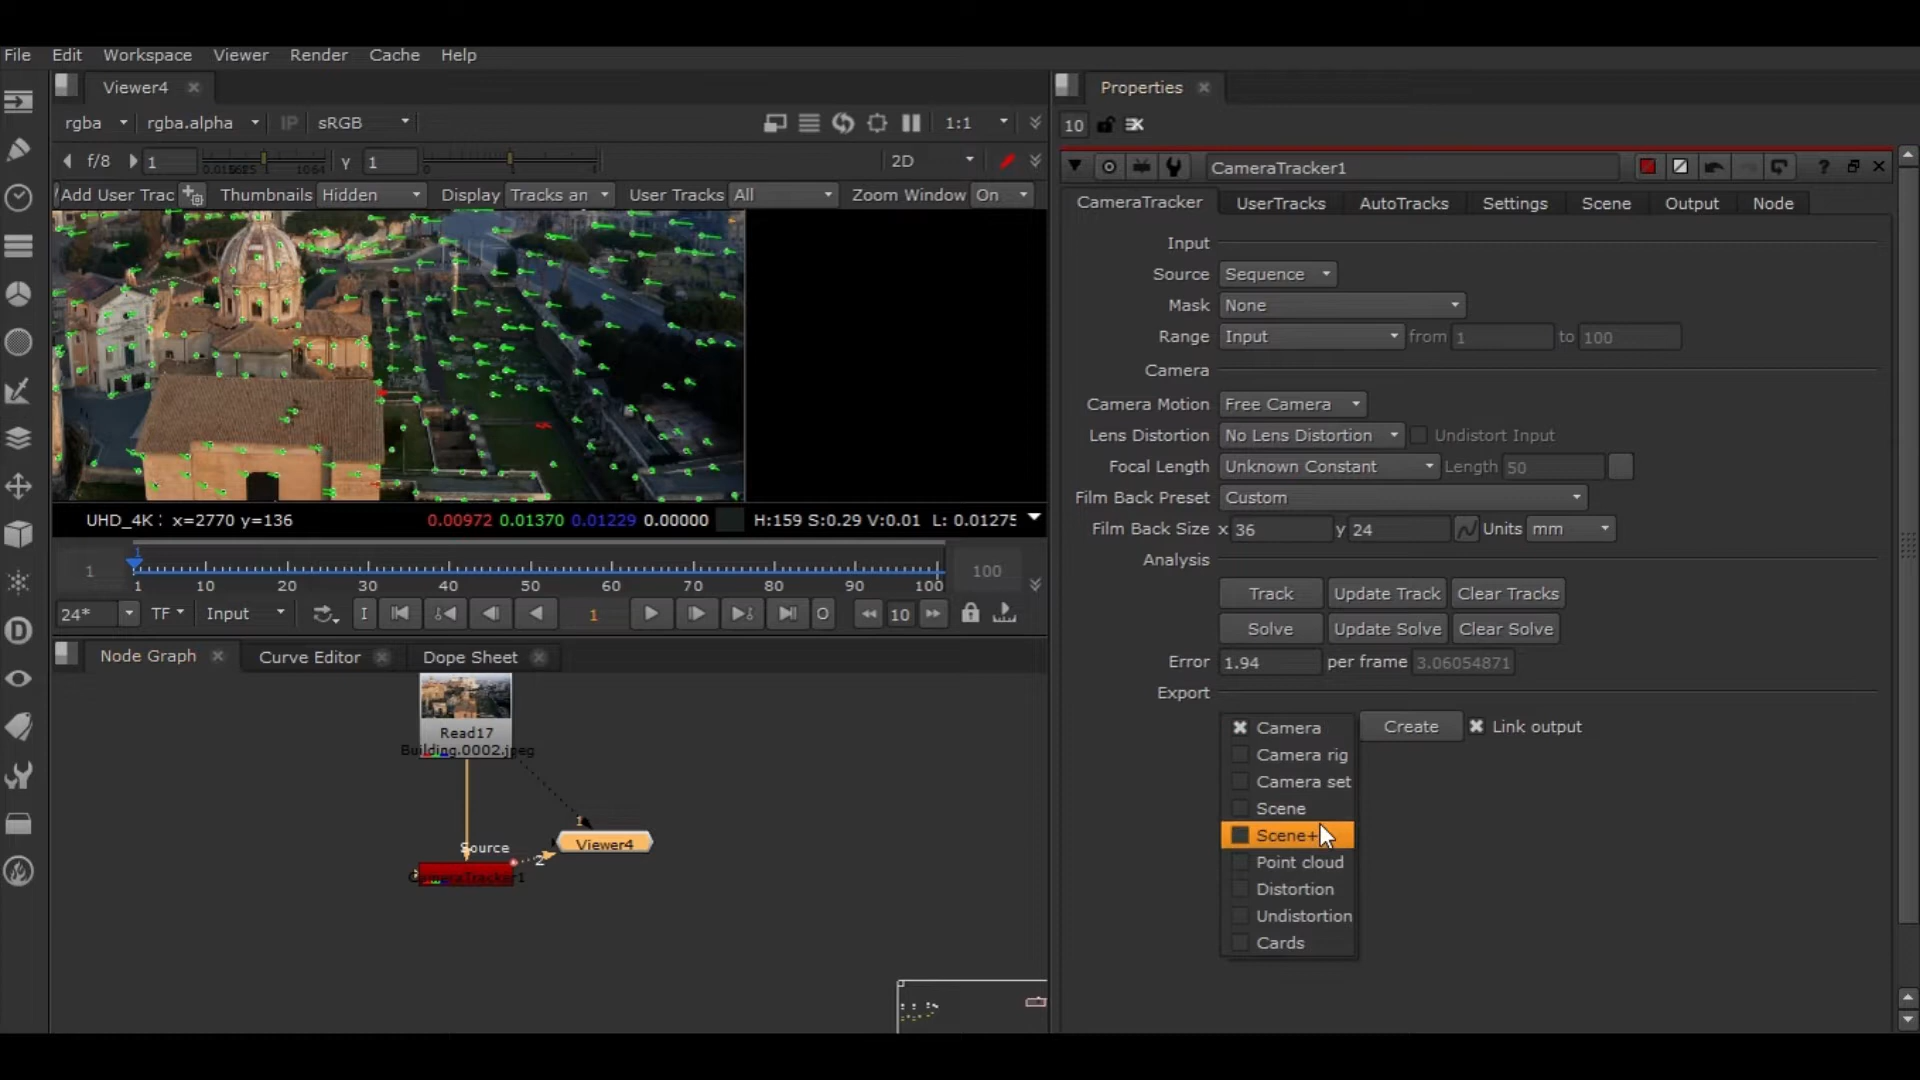 File Edit Workspace Viewer Render Cache Help
Viewer4
rgba rgba.alpha IP sRGB 1:1
f/8 1 γ 1 2D
Add User Trac Thumbnails Hidden Display Tracks an User Tracks All Zoom Window On
UHD_4K: x=2770 y=136 0.00972 0.01370 0.01229 0.00000 H:159 S:0.29 V:0.01 L: 0.01275
1
1 100
1 10 20 30 40 50 60 70 80 90 100
24* TF Input I 1 O 10
Node Graph Curve Editor Dope Sheet
Read17
Building.0002.jpeg
1
Viewer4
Source
2
CameraTracker1
Properties
10
CameraTracker1
?
CameraTracker UserTracks AutoTracks Settings Scene Output Node
Input
Source Sequence
Mask None
Range Input from 1 to 100
Camera
Camera Motion Free Camera
Lens Distortion No Lens Distortion Undistort Input
Focal Length Unknown Constant Length 50
Film Back Preset Custom
Film Back Size x 36 y 24 Units mm
Analysis
Track Update Track Clear Tracks
Solve Update Solve Clear Solve
Error 1.94 per frame 3.06054871
Export
Camera Create Link output
Camera rig
Camera set
Scene
Scene+
Point cloud
Distortion
Undistortion
Cards